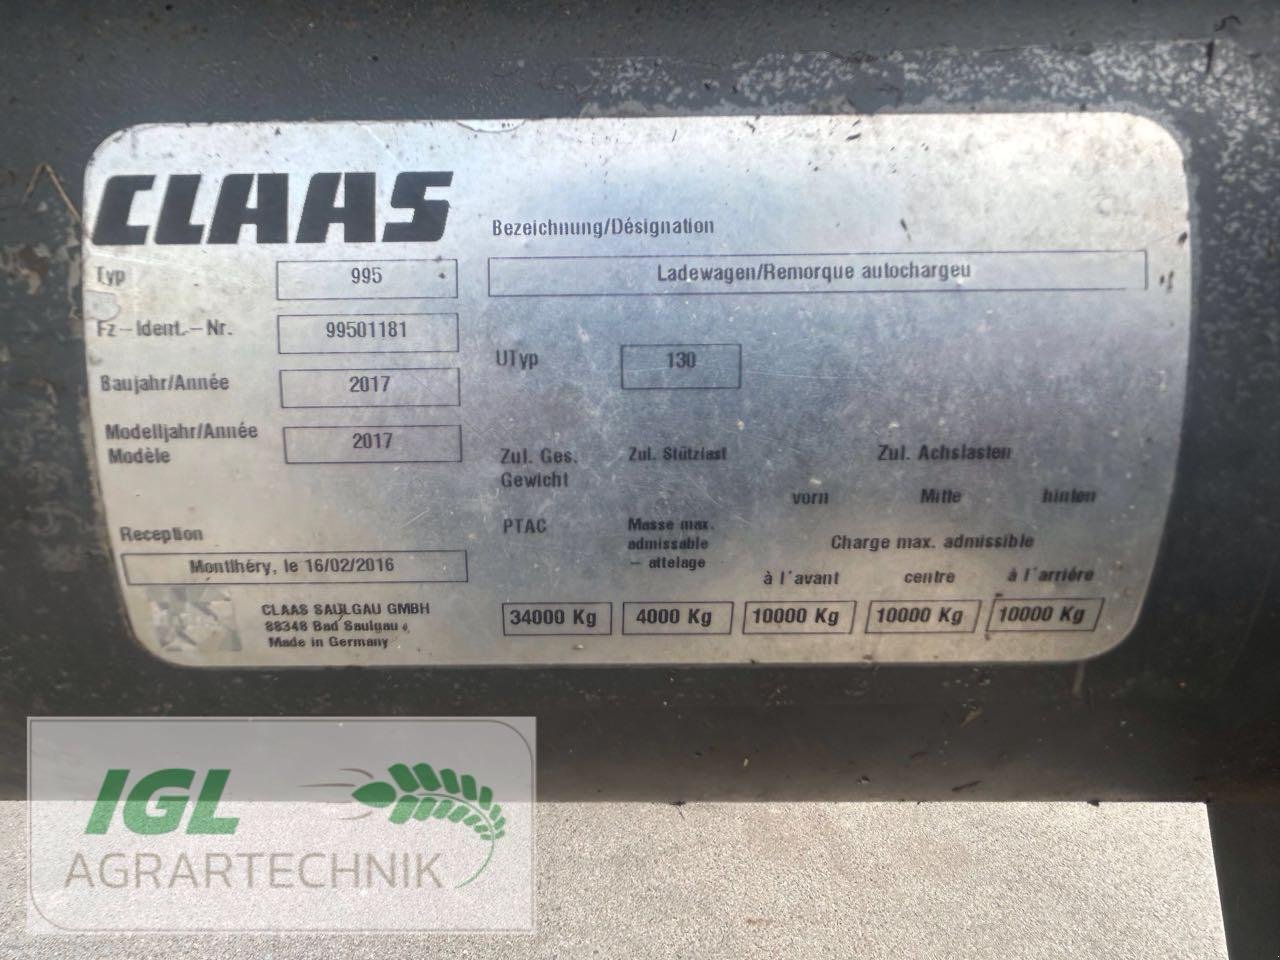 CLAAS
Bezeichnung/Désignation
Typ 995
Ladewagen/Remorque autochargeu
Fz-Ident.-Nr. 99501181
UTyp 130
Baujahr/Année 2017
Modelljahr/Année
Modèle 2017
Zul. Ges.
Gewicht
Zul. Stützlast
Zul. Achslasten
vorn Mitte hinten
PTAC
Masse max.
admissable
- attelage
Charge max. admissible
à l'avant centre à l'arriére
Reception
Montlhéry, le 16/02/2016
34000 Kg 4000 Kg 10000 Kg 10000 Kg 10000 Kg
CLAAS SAULGAU GMBH
88348 Bad Saulgau
Made in Germany
IGL
AGRARTECHNIK